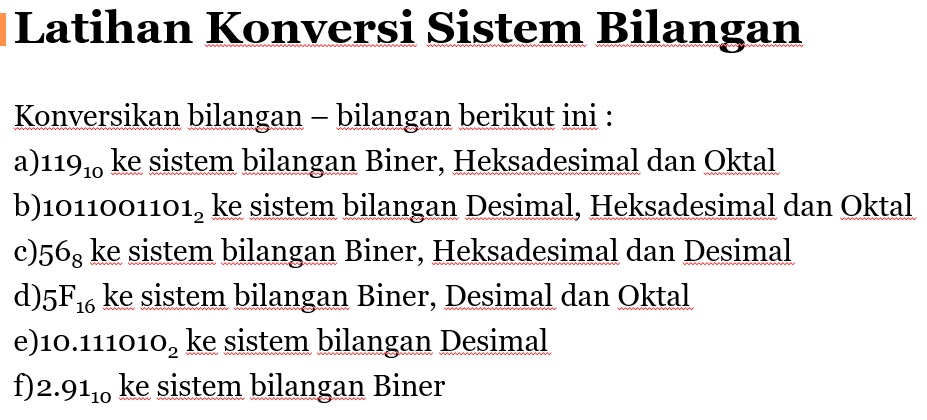 Latihan Konversi Sistem Bilangan
Konversikan bilangan – bilangan berikut ini :
a)119₁₀ ke sistem bilangan Biner, Heksadesimal dan Oktal
b)1011001101₂ ke sistem bilangan Desimal, Heksadesimal dan Oktal
c)56₈ ke sistem bilangan Biner, Heksadesimal dan Desimal
d)5F₁₆ ke sistem bilangan Biner, Desimal dan Oktal
e)10.111010₂ ke sistem bilangan Desimal
f)2.91₁₀ ke sistem bilangan Biner